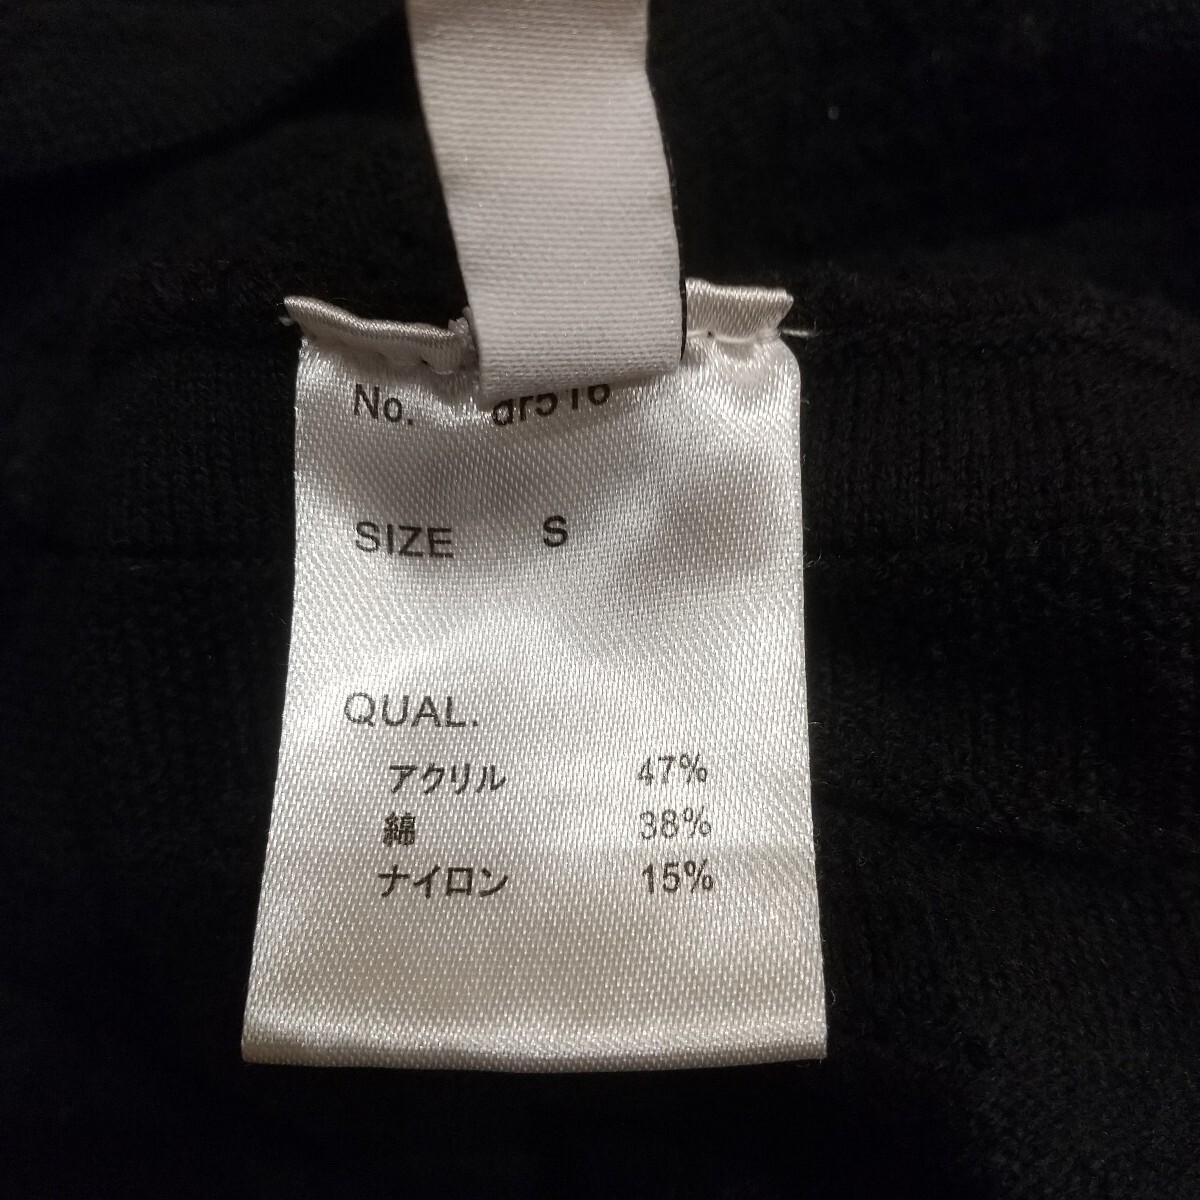 No.
SIZE S
QUAL.
アクリル 47%
綿 38%
ナイロン 15%